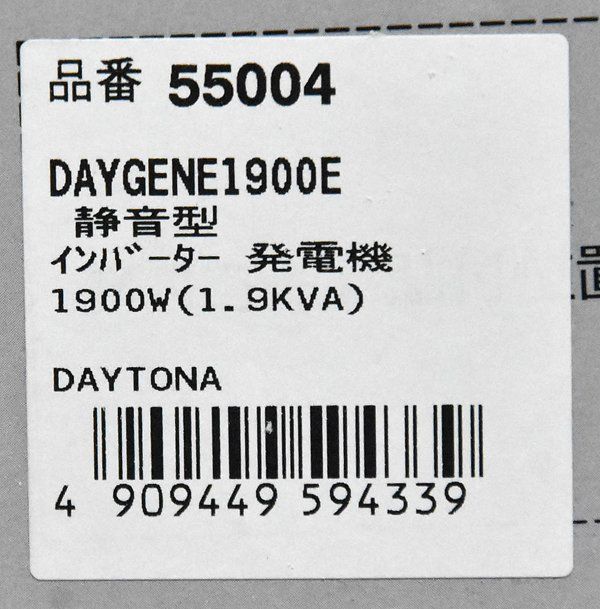 品番 55004
DAYGENE1900E
静音型
インバーター 発電機
1900W(1.9KVA)
DAYTONA
4 909449 594339